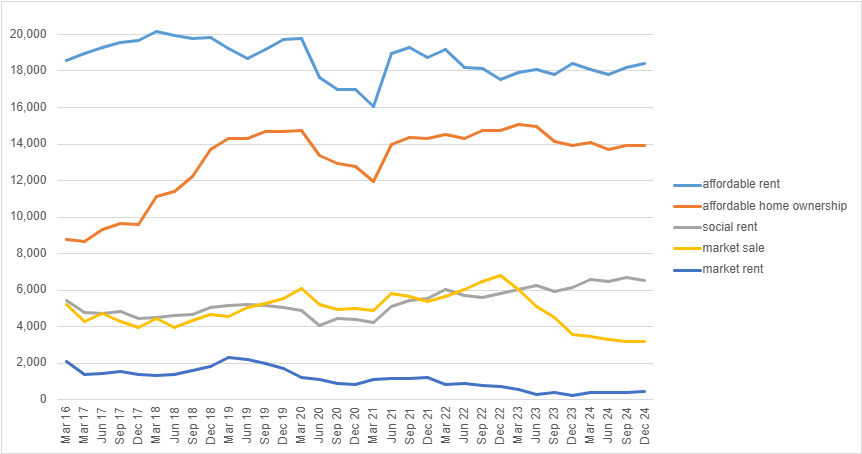 20,000
18,000
16,000
14,000
12,000
10,000
8,000
6,000
4,000
2,000
0
Mar 16
Mar 17
Jun 17
Sep 17
Dec 17
Mar 18
Jun 18
Sep 18
Dec 18
Mar 19
Jun 19
Sep 19
Dec 19
Mar 20
Jun 20
Sep 20
Dec 20
Mar 21
Jun 21
Sep 21
Dec 21
Mar 22
Jun 22
Sep 22
Dec 22
Mar 23
Jun 23
Sep 23
Dec 23
Mar 24
Jun 24
Sep 24
Dec 24
affordable rent
affordable home ownership
social rent
market sale
market rent